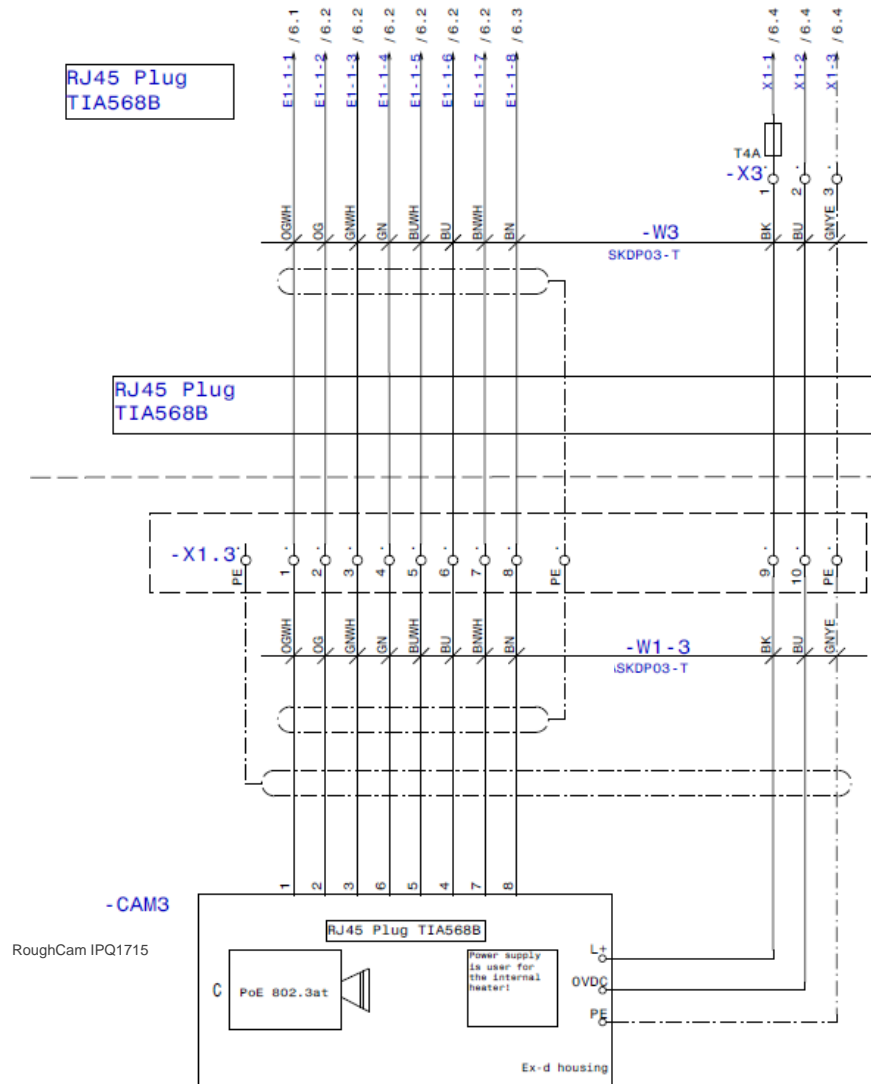 /6.1 /6.2 /6.2 /6.2 /6.2 /6.2 /6.2 /6.3 /6.4 /6.4 /6.4
E1-1-1 E1-1-2 E1-1-3 E1-1-4 E1-1-5 E1-1-6 E1-1-7 E1-1-8 X1-1 X1-2 X1-3
RJ45 Plug
TIA568B
T4A
-X3
1 2 3
OGWH OG GNWH GN BUWH BU BNWH BN BK BU GNYE
-W3
SKDP03-T
RJ45 Plug
TIA568B
-X1.3
PE 1 2 3 4 5 6 7 8 PE 9 10 PE
OGWH OG GNWH GN BUWH BU BNWH BN BK BU GNYE
-W1-3
ASKDP03-T
1 2 3 6 5 4 7 8
-CAM3
RJ45 Plug TIA568B
RoughCam IPQ1715
C
PoE 802.3at
Power supply
is user for
the internal
heater!
L+
0VDC
PE
Ex-d housing